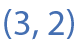 (3, 2)